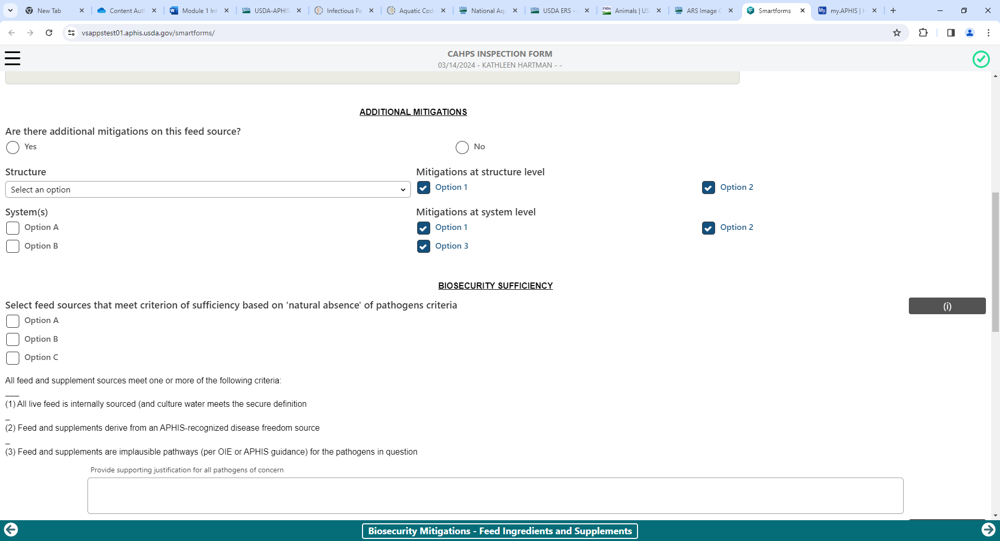 New Tab
Content Aut
Module 1 Int
USDA-APHIS
Infectious Pa
Aquatic Cod
National Aqu
USDA ERS -
Animals | US
ARS Image G
Smartforms
my.APHIS | H
vsappstest01.aphis.usda.gov/smartforms/
CAHPS INSPECTION FORM
03/14/2024 - KATHLEEN HARTMAN - -
ADDITIONAL MITIGATIONS
Are there additional mitigations on this feed source?
Yes No
Structure Mitigations at structure level
Select an option Option 1 Option 2
System(s) Mitigations at system level
Option A Option 1 Option 2
Option B Option 3
BIOSECURITY SUFFICIENCY
Select feed sources that meet criterion of sufficiency based on 'natural absence' of pathogens criteria (i)
Option A
Option B
Option C
All feed and supplement sources meet one or more of the following criteria:
___
(1) All live feed is internally sourced (and culture water meets the secure definition
_
(2) Feed and supplements derive from an APHIS-recognized disease freedom source
_
(3) Feed and supplements are implausible pathways (per OIE or APHIS guidance) for the pathogens in question
Provide supporting justification for all pathogens of concern
Biosecurity Mitigations - Feed Ingredients and Supplements